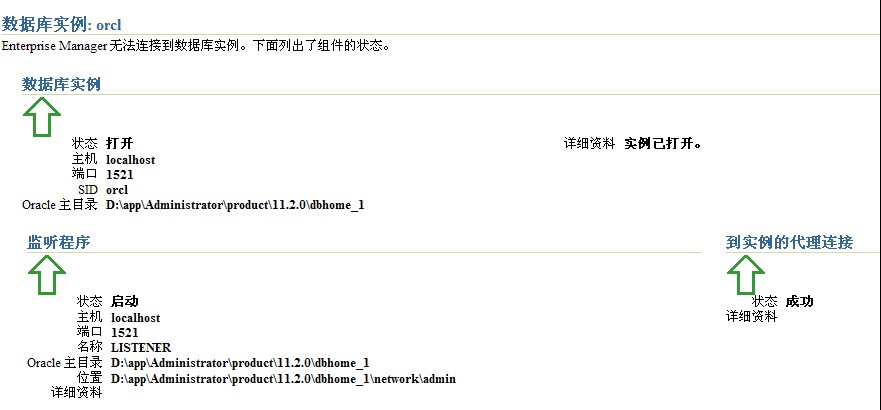 数据库实例: orcl
Enterprise Manager 无法连接到数据库实例。下面列出了组件的状态。
数据库实例
状态 打开
详细资料 实例已打开。
主机 localhost
端口 1521
SID orcl
Oracle 主目录 D:\app\Administrator\product\11.2.0\dbhome_1
监听程序
状态 启动
主机 localhost
端口 1521
名称 LISTENER
Oracle 主目录 D:\app\Administrator\product\11.2.0\dbhome_1
位置 D:\app\Administrator\product\11.2.0\dbhome_1\network\admin
详细资料
到实例的代理连接
状态 成功
详细资料